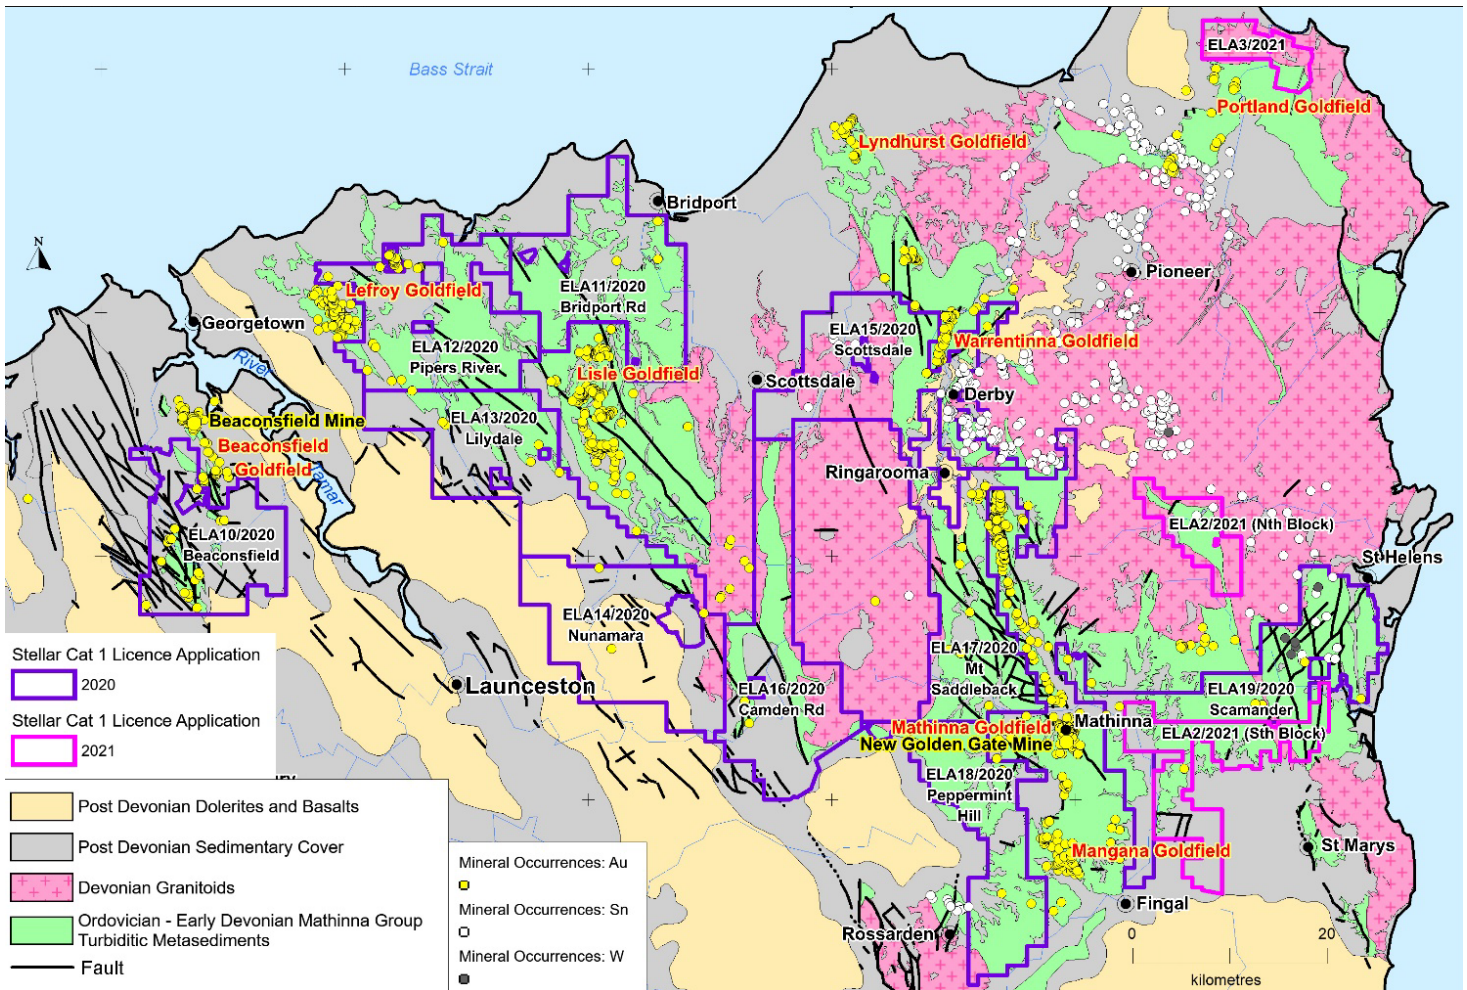 ELA3/2021
Bass Strait
Portland Goldfield
Lyndhurst Goldfield
Bridport
N
Pioneer
Lefroy Goldfield
ELA11/2020
Bridport Rd
Georgetown
ELA15/2020
Scottsdale
Warrentinna Goldfield
ELA12/2020
Pipers River
River
Lisle Goldfield
Scottsdale
Derby
Beaconsfield Mine
ELA13/2020
Lilydale
Beaconsfield
Goldfield
Tamar
Ringarooma
ELA10/2020
Beaconsfield
ELA2/2021 (Nth Block)
St Helens
ELA14/2020
Nunamara
Stellar Cat 1 Licence Application
2020
ELA17/2020
Mt
Saddleback
Launceston
ELA16/2020
Camden Rd
ELA19/2020
Scamander
Stellar Cat 1 Licence Application
2021
Mathinna Goldfield
Mathinna
New Golden Gate Mine
ELA2/2021 (Sth Block)
ELA18/2020
Peppermint
Hill
Post Devonian Dolerites and Basalts
Post Devonian Sedimentary Cover
Devonian Granitoids
Ordovician - Early Devonian Mathinna Group
Turbiditic Metasediments
Fault
Mineral Occurrences: Au
Mineral Occurrences: Sn
Mineral Occurrences: W
Mangana Goldfield
St Marys
Fingal
Rossarden
0 20
kilometres